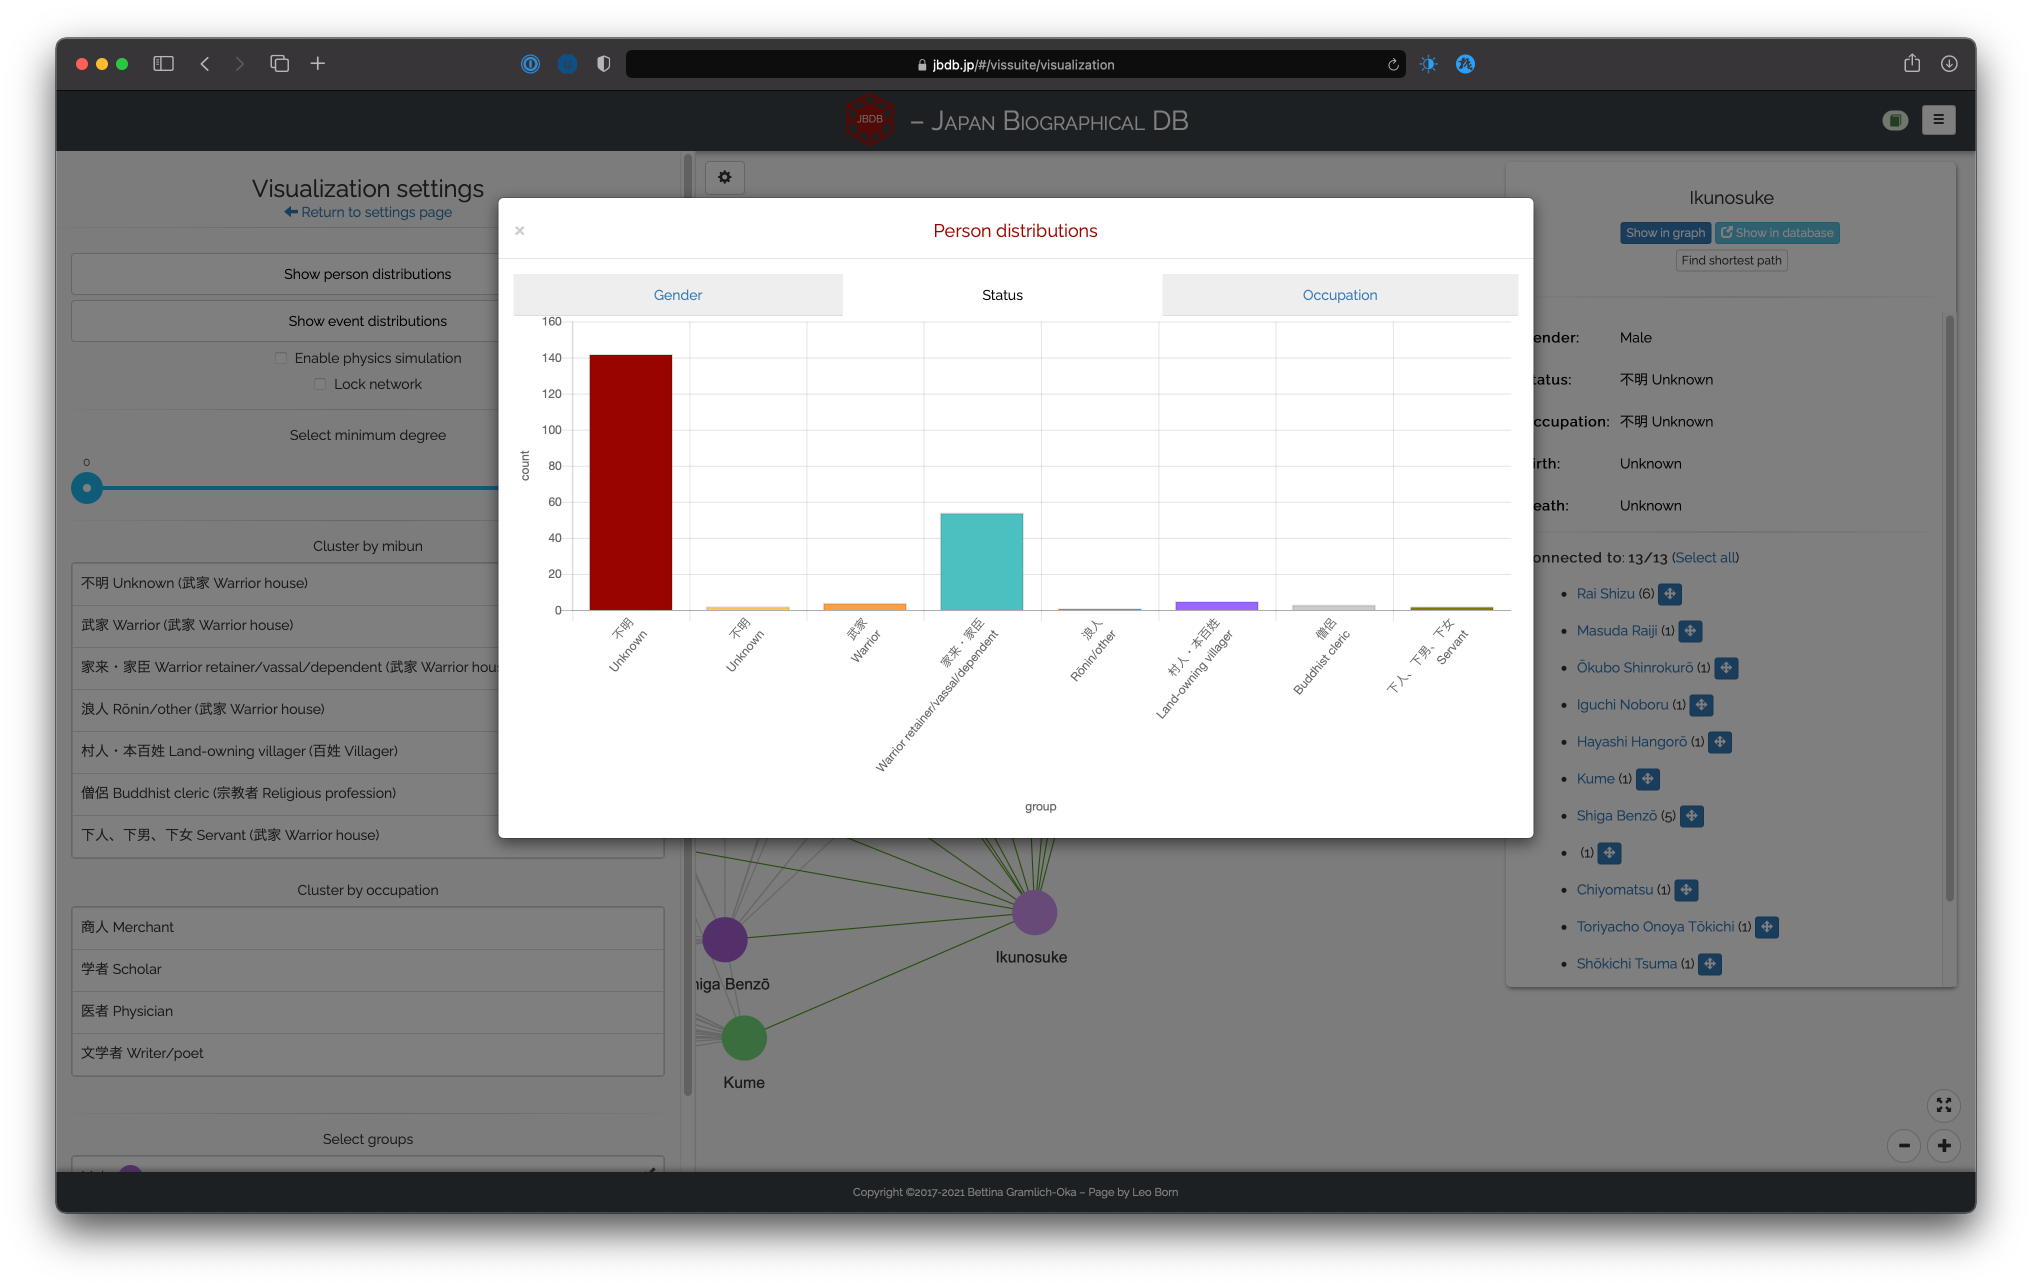 jbdb.jp/#/vissuite/visualization
JBDB
– Japan Biographical DB
Visualization settings
Return to settings page
Show person distributions
Show event distributions
Enable physics simulation
Lock network
Select minimum degree
0
Cluster by mibun
不明 Unknown (武家 Warrior house)
武家 Warrior (武家 Warrior house)
家来・家臣 Warrior retainer/vassal/dependent (武家 Warrior hou
浪人 Rōnin/other (武家 Warrior house)
村人・本百姓 Land-owning villager (百姓 Villager)
僧侶 Buddhist cleric (宗教者 Religious profession)
下人、下男、下女 Servant (武家 Warrior house)
Cluster by occupation
商人 Merchant
学者 Scholar
医者 Physician
文学者 Writer/poet
Select groups
×
Person distributions
Gender
Status
Occupation
160
140
120
100
80
60
40
20
0
count
不明
Unknown
不明
Unknown
武家
Warrior
家来・家臣
Warrior retainer/vassal/dependent
浪人
Rōnin/other
村人・本百姓
Land-owning villager
僧侶
Buddhist cleric
下人、下男、下女
Servant
group
Ikunosuke
higa Benzō
Kume
Ikunosuke
Show in graph
Show in database
Find shortest path
ender: Male
tatus: 不明 Unknown
ccupation: 不明 Unknown
irth: Unknown
eath: Unknown
onnected to: 13/13 (Select all)
Rai Shizu (6)
Masuda Raiji (1)
Ōkubo Shinrokurō (1)
Iguchi Noboru (1)
Hayashi Hangorō (1)
Kume (1)
Shiga Benzō (5)
(1)
Chiyomatsu (1)
Toriyacho Onoya Tōkichi (1)
Shōkichi Tsuma (1)
Copyright ©2017-2021 Bettina Gramlich-Oka – Page by Leo Born